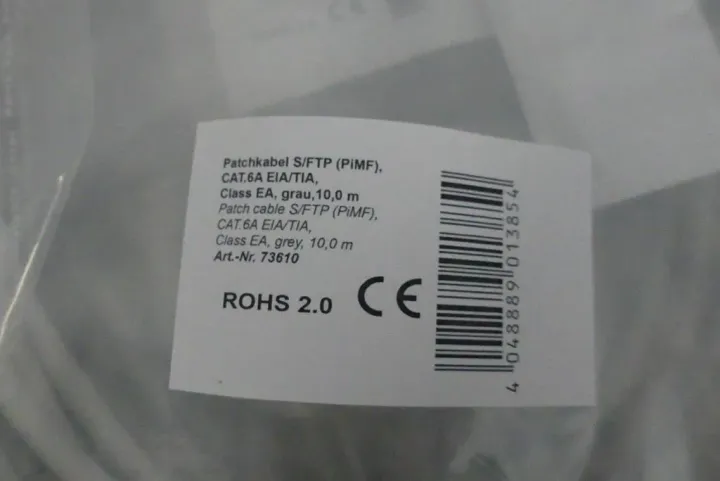 Patchkabel S/FTP (PiMF),
CAT.6A EIA/TIA,
Class EA, grau,10,0 m
Patch cable S/FTP (PiMF),
CAT.6A EIA/TIA,
Class EA, grey, 10,0 m
Art.-Nr. 73610
ROHS 2.0 CE
4 048889 013854